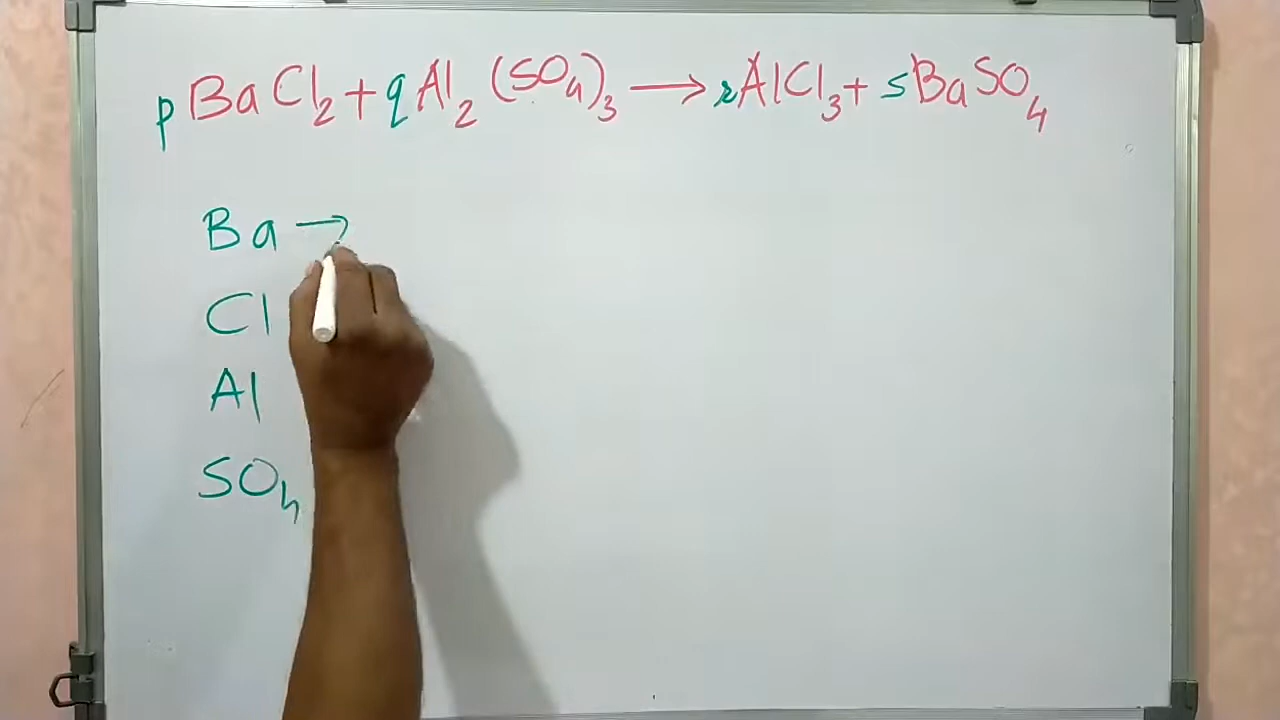 p BaCl₂ + q Al₂(SO₄)₃ → r AlCl₃ + s BaSO₄
Ba →
Cl
Al
SO₄